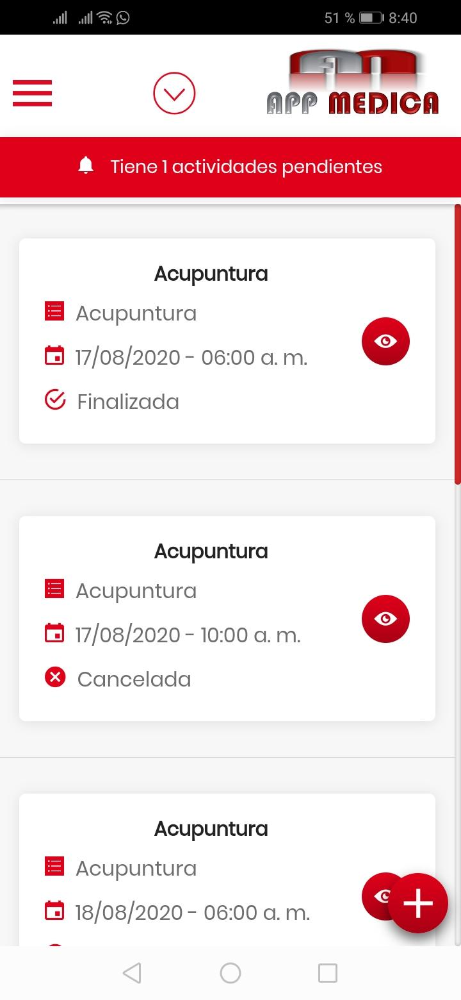 51 % 8:40
APP MEDICA
Tiene 1 actividades pendientes
Acupuntura
Acupuntura
17/08/2020 - 06:00 a. m.
Finalizada
Acupuntura
Acupuntura
17/08/2020 - 10:00 a. m.
Cancelada
Acupuntura
Acupuntura
18/08/2020 - 06:00 a. m.